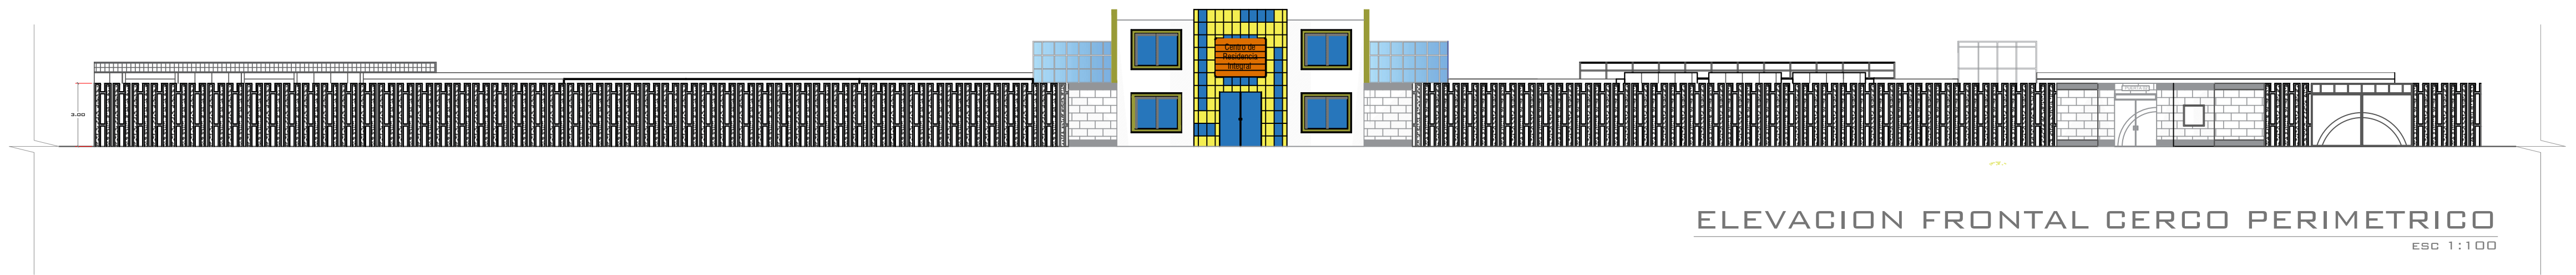 Centro de
Residencia
Integral
3.00
ELEVACION FRONTAL CERCO PERIMETRICO
ESC 1:100